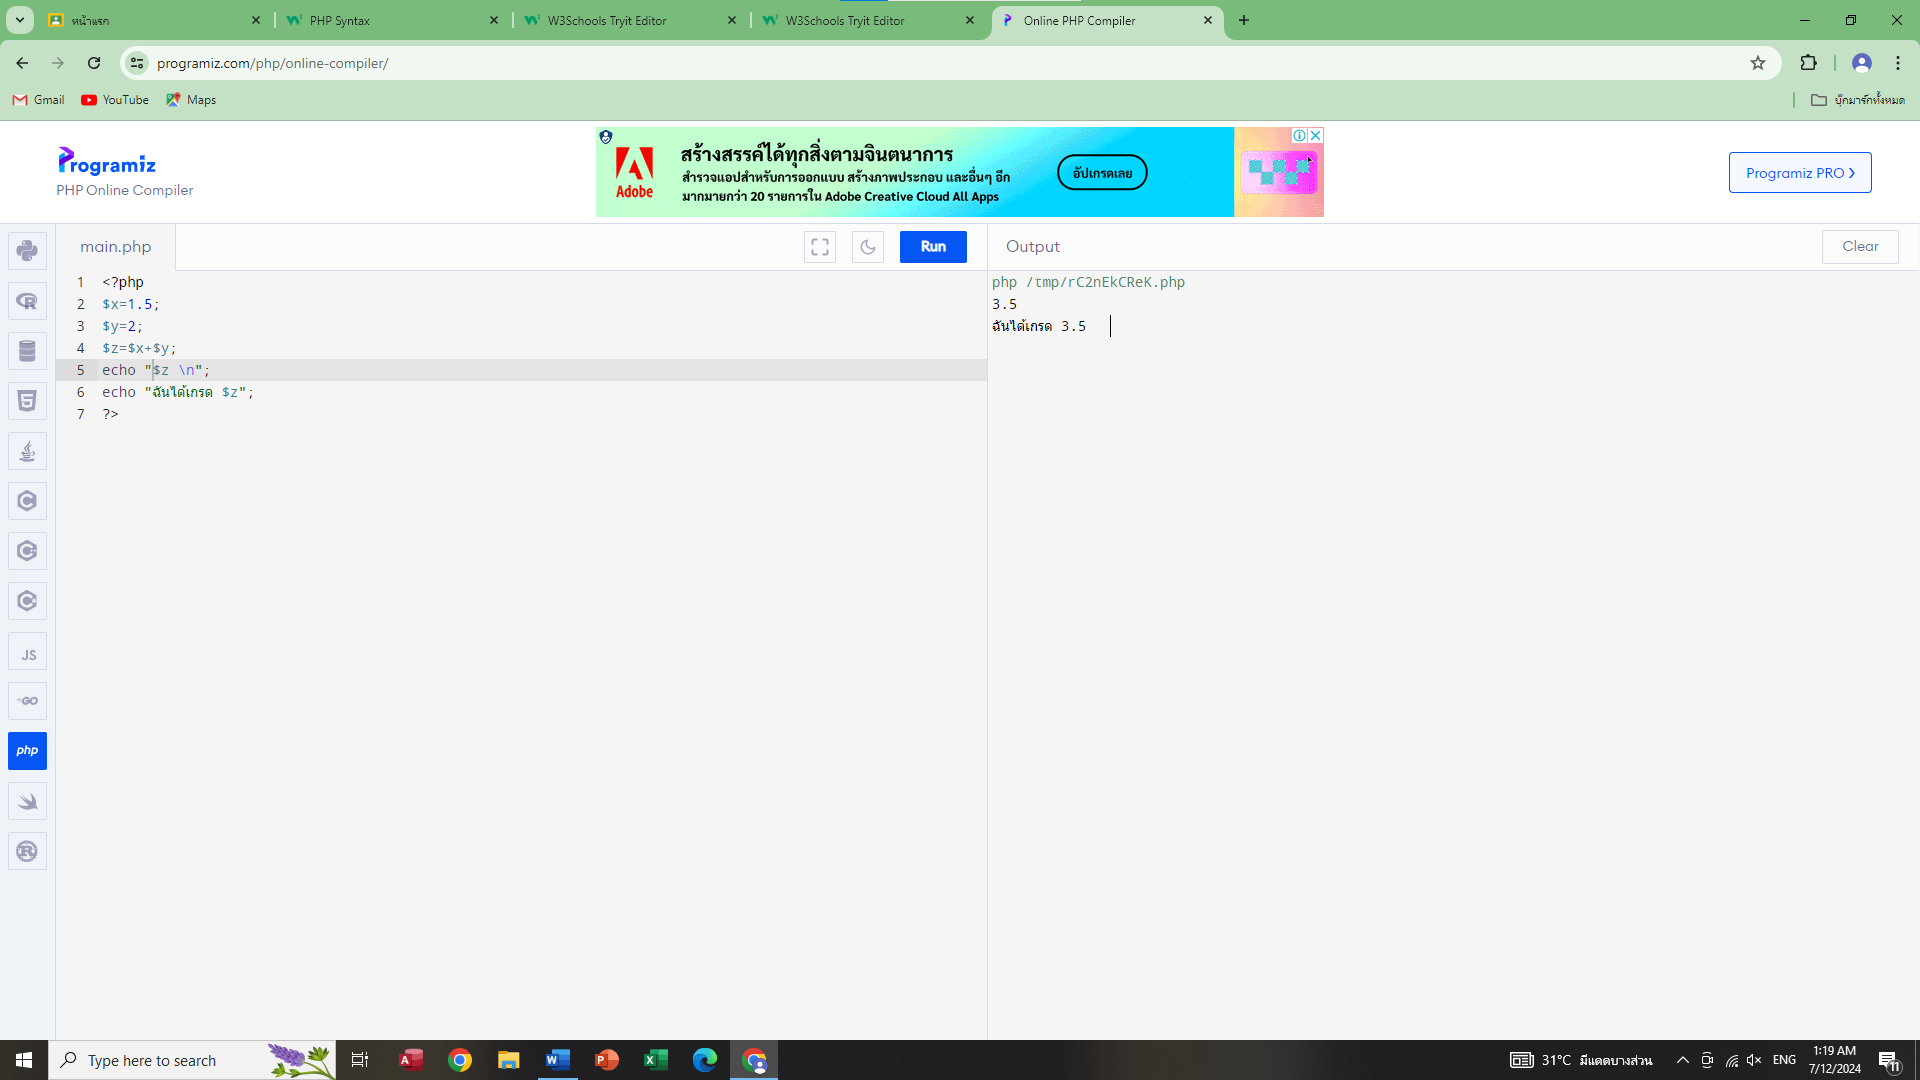 หน้าแรก
PHP Syntax
W3Schools Tryit Editor
W3Schools Tryit Editor
Online PHP Compiler
programiz.com/php/online-compiler/
Gmail
YouTube
Maps
บุ๊กมาร์กทั้งหมด
Programiz
PHP Online Compiler
Adobe
สร้างสรรค์ได้ทุกสิ่งตามจินตนาการ
สำรวจแอปสำหรับการออกแบบ สร้างภาพประกอบ และอื่นๆ อีก
มากมายกว่า 20 รายการใน Adobe Creative Cloud All Apps
อัปเกรดเลย
Programiz PRO ❯
main.php
Run
Output
Clear
1 <?php
2 $x=1.5;
3 $y=2;
4 $z=$x+$y;
5 echo "$z \n";
6 echo "ฉันได้เกรด $z";
7 ?>
php /tmp/rC2nEkCReK.php
3.5
ฉันได้เกรด 3.5
JS
GO
php
Type here to search
31°C มีแดดบางส่วน
ENG
1:19 AM
7/12/2024
11